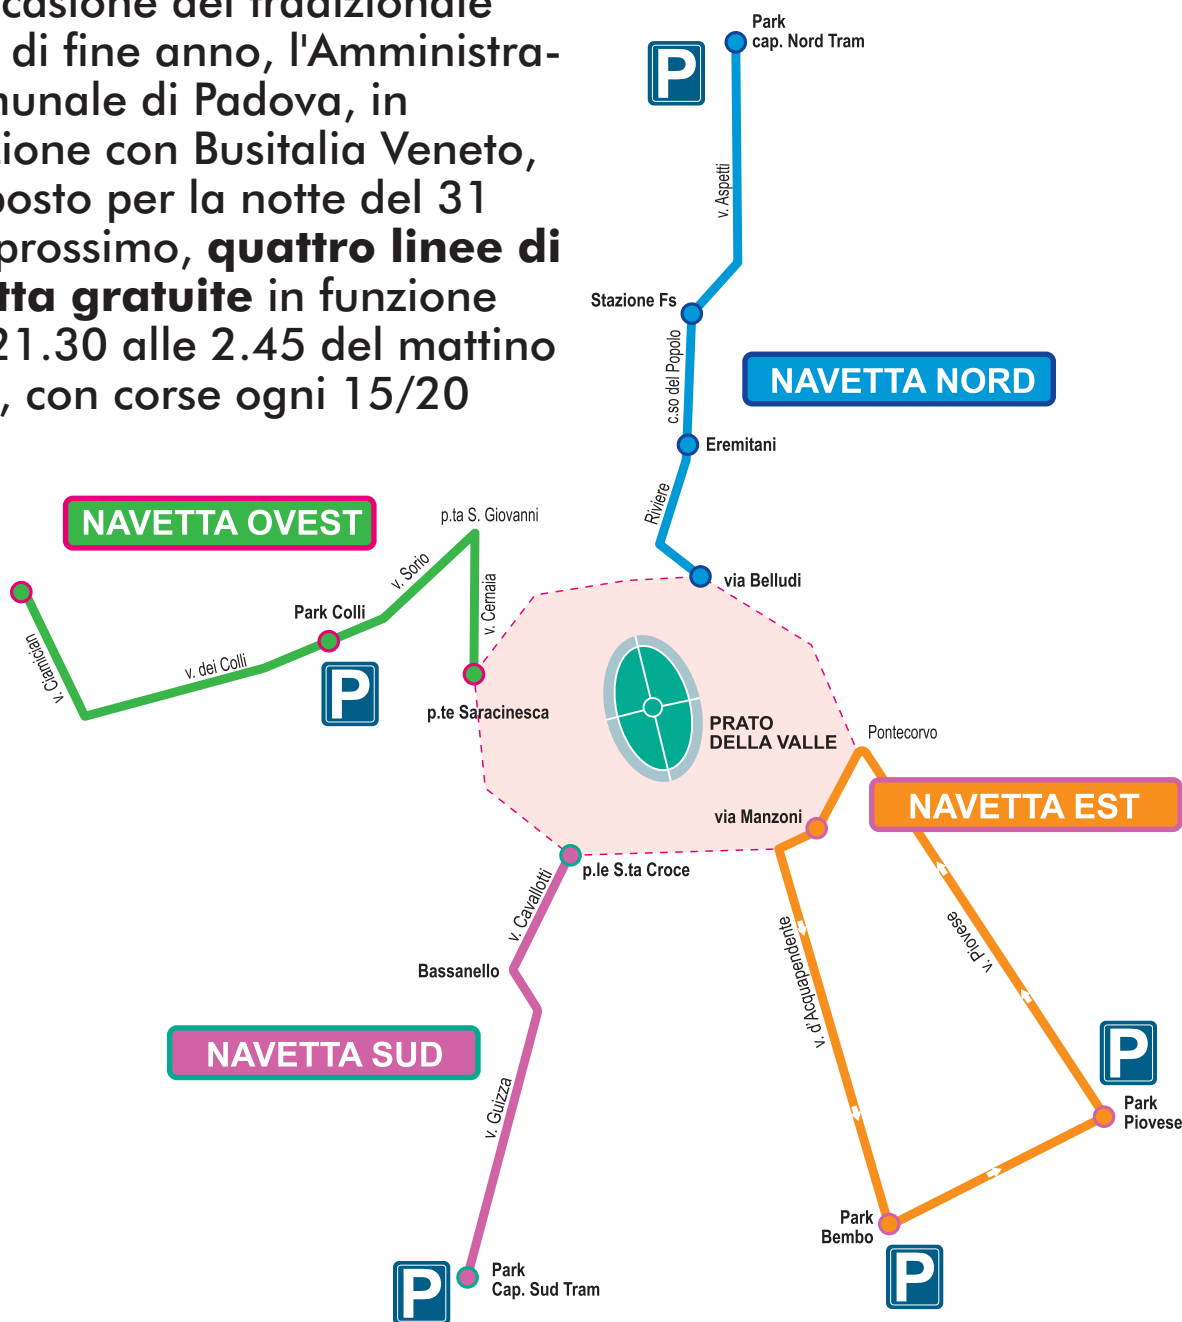 casione del tradizionale
di fine anno, l'Amministra-
unale di Padova, in
zione con Busitalia Veneto,
posto per la notte del 31
prossimo, quattro linee di
tta gratuite in funzione
21.30 alle 2.45 del mattino
, con corse ogni 15/20
Park
cap. Nord Tram
P
v. Aspetti
Stazione Fs
c.so del Popolo
NAVETTA NORD
Eremitani
Riviere
via Belludi
NAVETTA OVEST
p.ta S. Giovanni
v. Sorio
v. Cernaia
Park Colli
v. Ciamician
v. dei Colli
P
p.te Saracinesca
PRATO
DELLA VALLE
Pontecorvo
NAVETTA EST
via Manzoni
p.le S.ta Croce
v. Cavallotti
Bassanello
v. d'Acquapendente
v. Piovese
NAVETTA SUD
v. Guizza
P
Park
Piovese
Park
Bembo
P
Park
Cap. Sud Tram
P